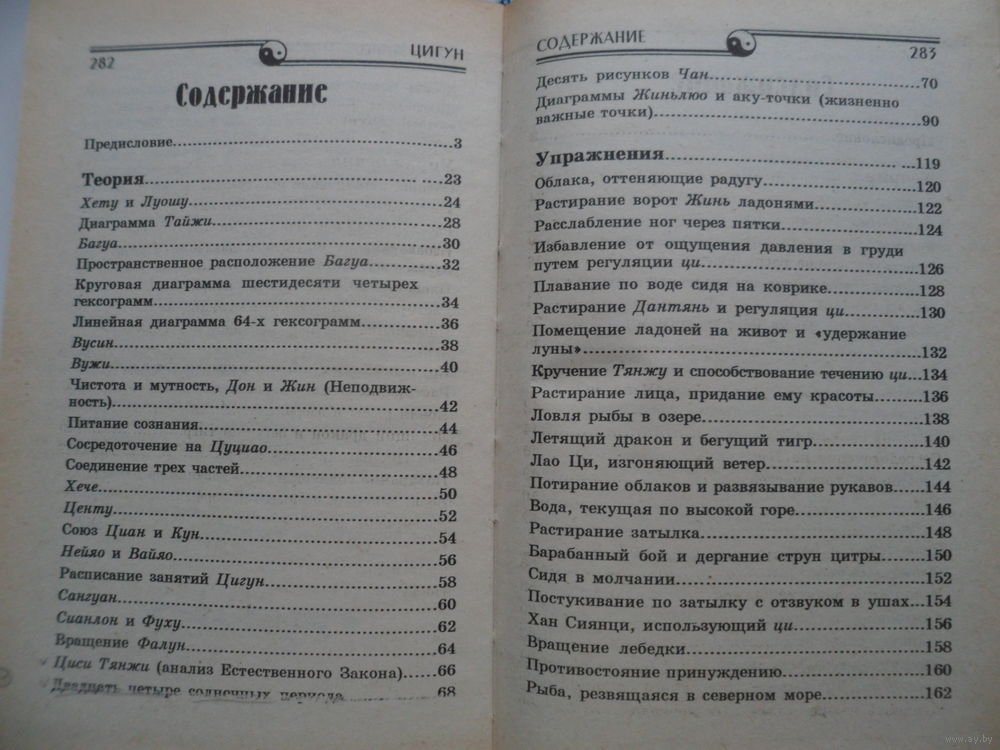 282 ЦИГУН
Содержание
Предисловие.....3
Теория.....23
Хету и Луошу.....24
Диаграмма Тайжи.....28
Багуа.....30
Пространственное расположение Багуа.....32
Круговая диаграмма шестидесяти четырех
гексограмм.....34
Линейная диаграмма 64-х гексограмм.....36
Вусин.....38
Вужи.....40
Чистота и мутность, Дон и Жин (Неподвиж-
ность).....42
Питание сознания.....44
Сосредоточение на Цуциао.....46
Соединение трех частей.....48
Хече.....50
Центу.....52
Союз Циан и Кун.....54
Нейяо и Вайяо.....56
Расписание занятий Цигун.....58
Сангуан.....60
Сианлон и Фуху.....62
Вращение Фалун.....64
Циси Тянжи (анализ Естественного Закона).....66
Двадцать четыре солнечных периода.....68
СОДЕРЖАНИЕ 283
Десять рисунков Чан.....70
Диаграммы Жиньлюо и аку-точки (жизненно
важные точки).....90
Упражнения.....119
Облака, оттеняющие радугу.....120
Растирание ворот Жинь ладонями.....122
Расслабление ног через пятки.....124
Избавление от ощущения давления в груди
путем регуляции ци.....126
Плавание по воде сидя на коврике.....128
Растирание Дантянь и регуляция ци.....130
Помещение ладоней на живот и «удержание
луны».....132
Кручение Тянжу и способствование течению ци...134
Растирание лица, придание ему красоты.....136
Ловля рыбы в озере.....138
Летящий дракон и бегущий тигр.....140
Лао Ци, изгоняющий ветер.....142
Потирание облаков и развязывание рукавов.....144
Вода, текущая по высокой горе.....146
Растирание затылка.....148
Барабанный бой и дергание струн цитры.....150
Сидя в молчании.....152
Постукивание по затылку с отзвуком в ушах...154
Хан Сиянци, использующий ци.....156
Вращение лебедки.....158
Противостояние принуждению.....160
Рыба, резвящаяся в северном море.....162
www.ay.by